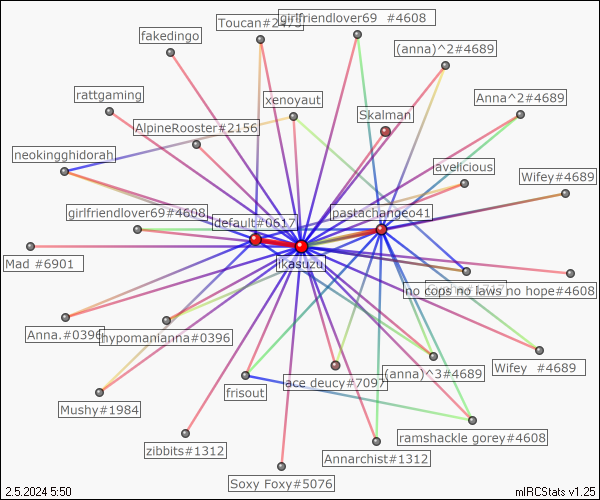 Toucan#2473
girlfriendlover69 #4608
fakedingo
(anna)^2#4689
rattgaming
xenoyaut
Anna^2#4689
Skalman
AlpineRooster#2156
neokingghidorah
avelicious
Wifey#4689
girlfriendlover69#4608
default#0617
pastachangeo41
Mad #6901
ikasuzu
no cops no laws no hope#4608
Anna.#0396
hypomanianna#0396
Wifey #4689
(anna)^3#4689
ace deucy#7097
frisout
Mushy#1984
ramshackle gorey#4608
zibbits#1312
Annarchist#1312
Soxy Foxy#5076
2.5.2024 5:50
mIRCStats v1.25